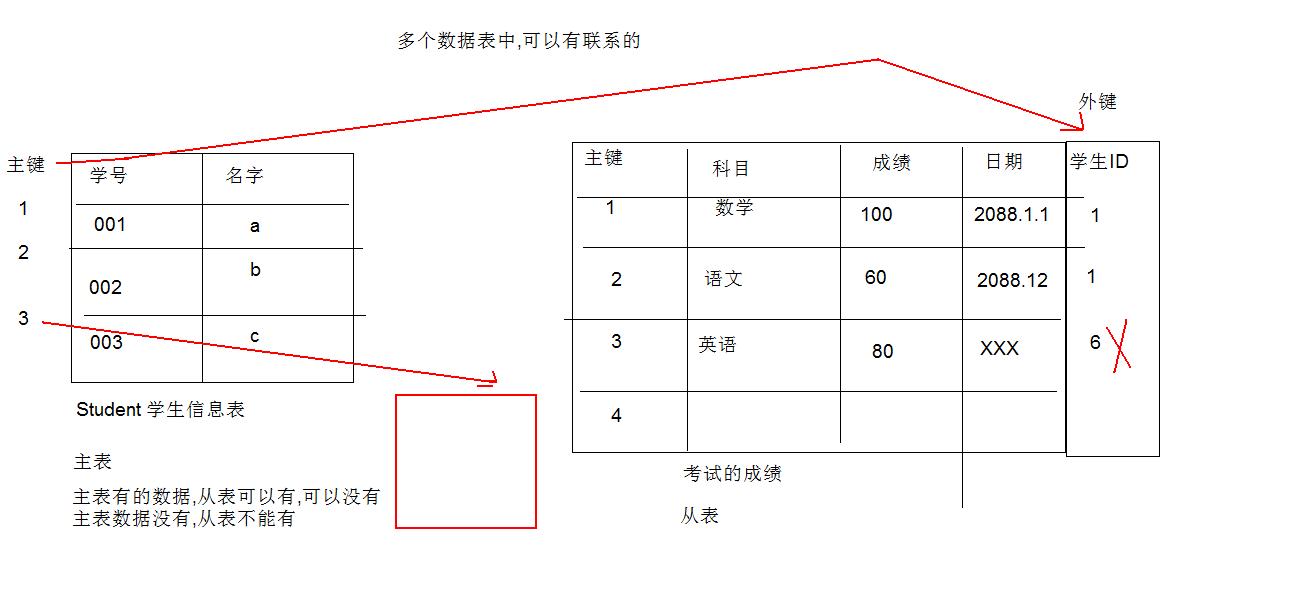 多个数据表中,可以有联系的
外键
主键 学号 名字
1 001 a
2 002 b
3 003 c
Student 学生信息表
主表
主表有的数据,从表可以有,可以没有
主表数据没有,从表不能有
主键 科目 成绩 日期 学生ID
1 数学 100 2088.1.1 1
2 语文 60 2088.12 1
3 英语 80 XXX 6
4
考试的成绩
从表